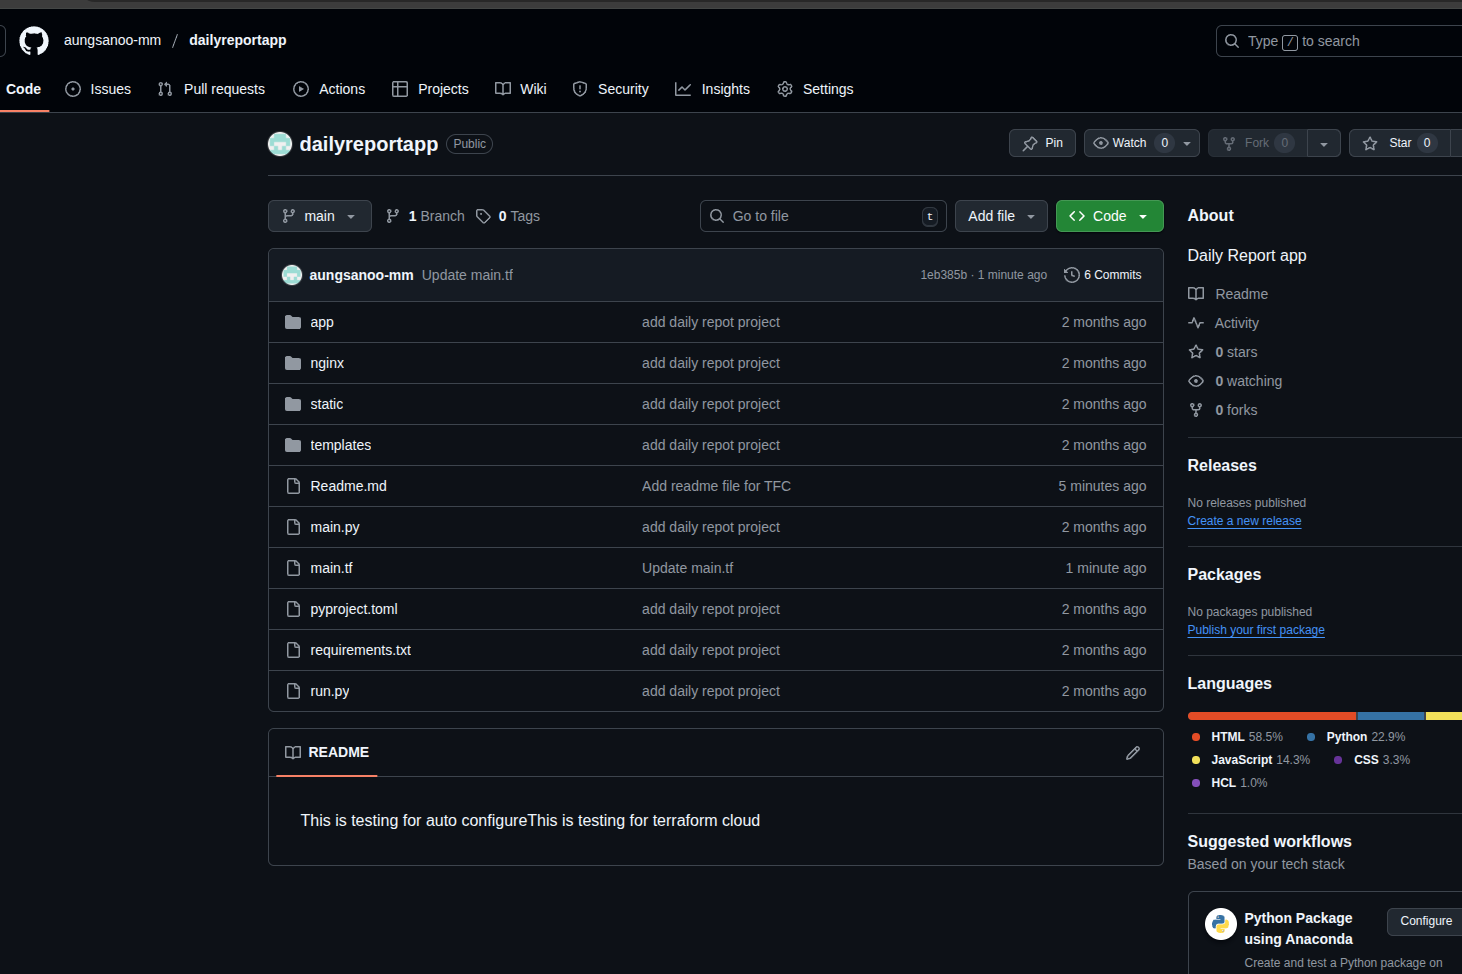 aungsanoo-mm / dailyreportapp
Type / to search
Code Issues Pull requests Actions Projects Wiki Security Insights Settings
dailyreportapp Public
Pin Watch 0 Fork 0 Star 0
main 1 Branch 0 Tags Go to file t Add file Code
aungsanoo-mm Update main.tf 1eb385b · 1 minute ago 6 Commits
app add daily repot project 2 months ago
nginx add daily repot project 2 months ago
static add daily repot project 2 months ago
templates add daily repot project 2 months ago
Readme.md Add readme file for TFC 5 minutes ago
main.py add daily repot project 2 months ago
main.tf Update main.tf 1 minute ago
pyproject.toml add daily repot project 2 months ago
requirements.txt add daily repot project 2 months ago
run.py add daily repot project 2 months ago
README
This is testing for auto configureThis is testing for terraform cloud
About
Daily Report app
Readme
Activity
0 stars
0 watching
0 forks
Releases
No releases published
Create a new release
Packages
No packages published
Publish your first package
Languages
HTML 58.5% Python 22.9%
JavaScript 14.3% CSS 3.3%
HCL 1.0%
Suggested workflows
Based on your tech stack
Python Package Configure
using Anaconda
Create and test a Python package on